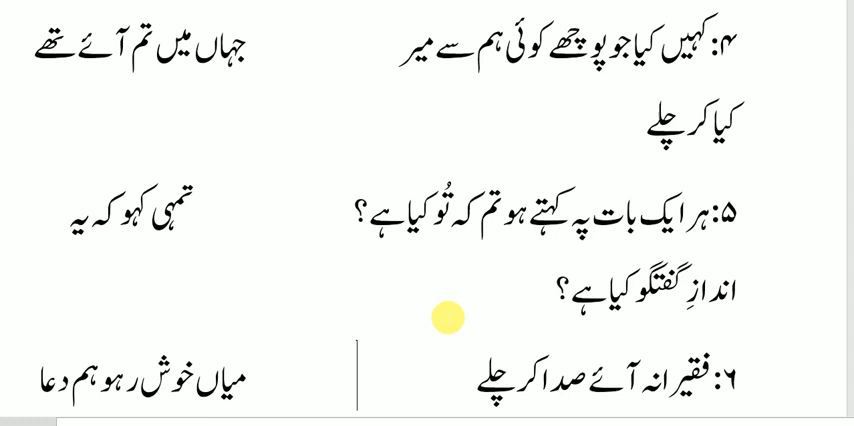 ۴: کہیں کیا جو پوچھے کوئی ہم سے میر جہاں میں تم آئے تھے
کیا کر چلے
۵: ہر ایک بات پہ کہتے ہو تم کہ تُو کیا ہے؟ تمہی کہو کہ یہ
اندازِ گفتگو کیا ہے؟
۶: فقیرانہ آئے صدا کر چلے میاں خوش رہو ہم دعا